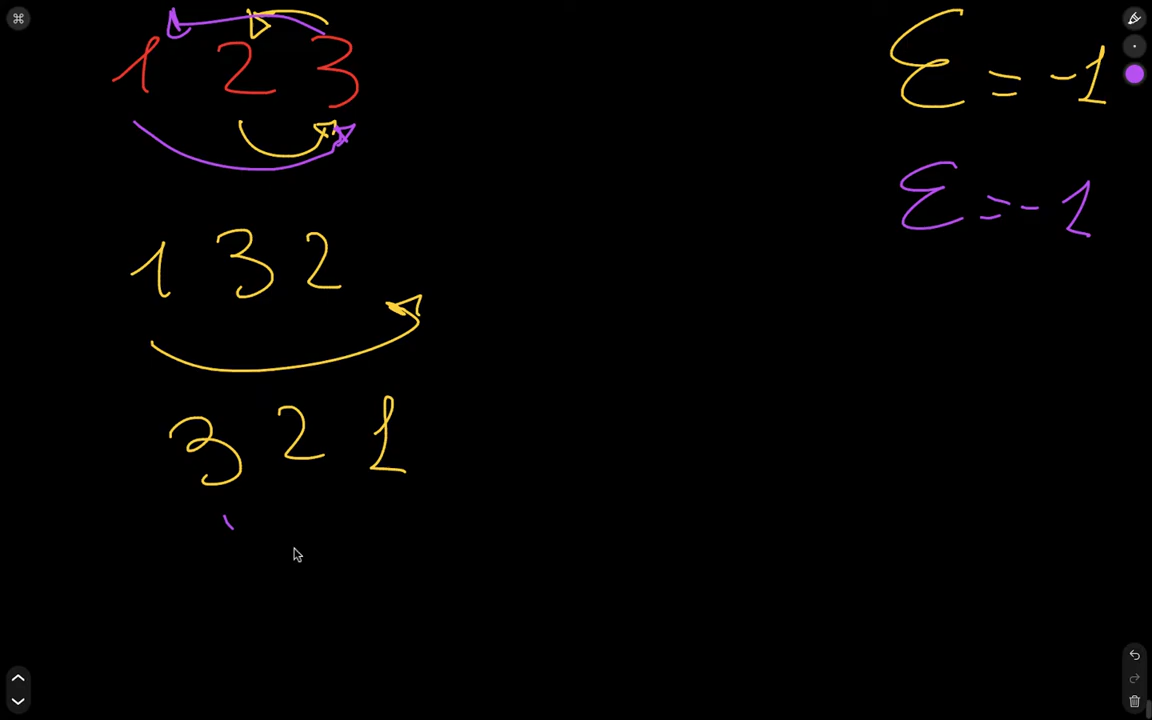 1 2 3
ℰ = -1
ℰ = -1
1 3 2
3 2 1